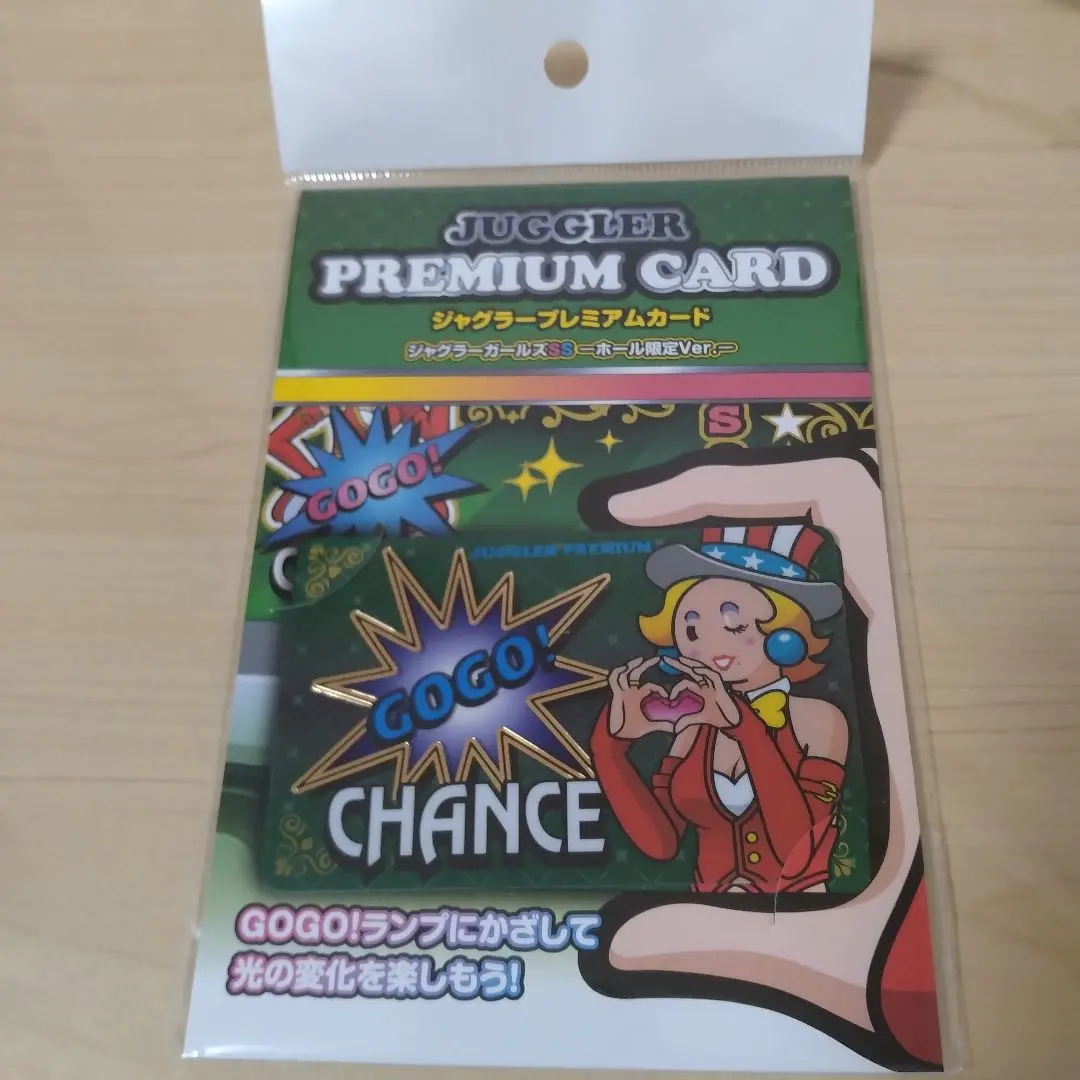 JUGGLER
PREMIUM CARD
ジャグラープレミアムカード
ジャグラーガールズSS ーホール限定Ver.ー
S
GOGO!
JUGGLER PREMIUM
GOGO!
CHANCE
GOGO!ランプにかざして
光の変化を楽しもう!